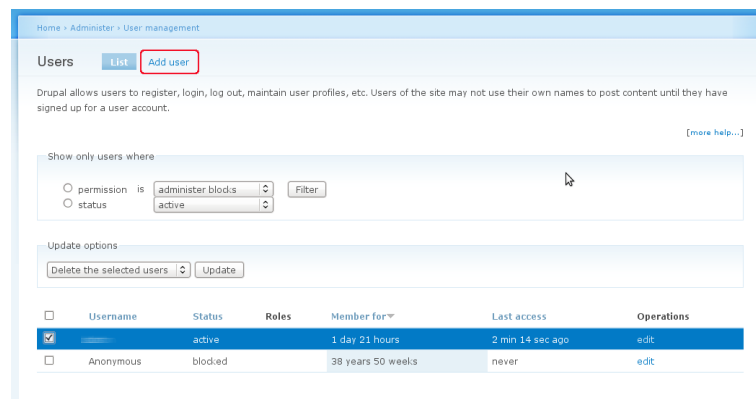 Home › Administer › User management
Users List Add user
Drupal allows users to register, login, log out, maintain user profiles, etc. Users of the site may not use their own names to post content until they have
signed up for a user account.
[more help...]
Show only users where
permission is administer blocks Filter
status active
Update options
Delete the selected users Update
Username Status Roles Member for Last access Operations
active 1 day 21 hours 2 min 14 sec ago edit
Anonymous blocked 38 years 50 weeks never edit